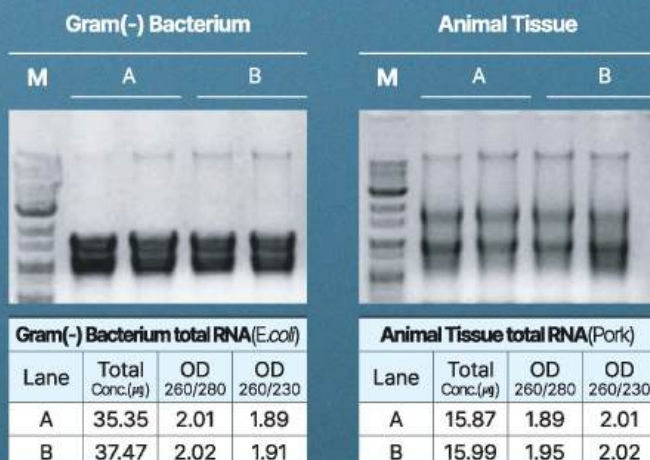 Gram(-) Bacterium
M A B
Gram(-) Bacterium total RNA(E.coli)
Lane Total Conc.(㎍) OD 260/280 OD 260/230
A 35.35 2.01 1.89
B 37.47 2.02 1.91
Animal Tissue
M A B
Animal Tissue total RNA(Pork)
Lane Total Conc.(㎍) OD 260/280 OD 260/230
A 15.87 1.89 2.01
B 15.99 1.95 2.02